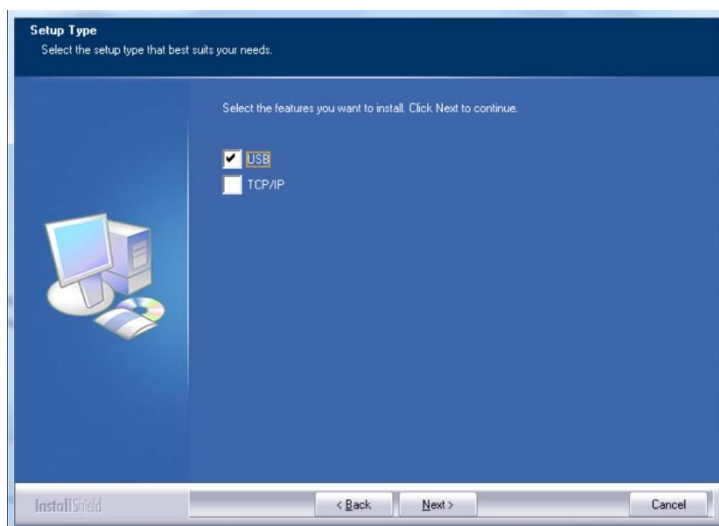 Setup Type
Select the setup type that best suits your needs.
Select the features you want to install. Click Next to continue.
USB
TCP/IP
InstallShield
< Back
Next >
Cancel